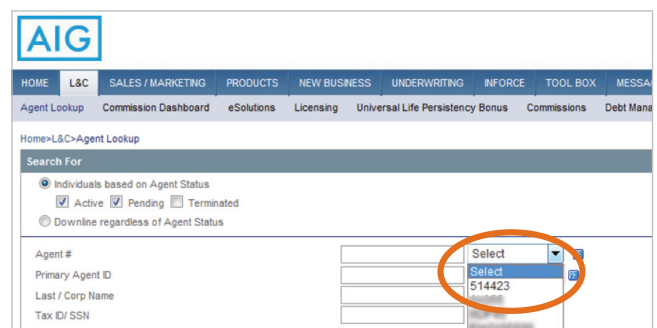 AIG
HOME L&C SALES / MARKETING PRODUCTS NEW BUSINESS UNDERWRITING INFORCE TOOL BOX
Agent Lookup Commission Dashboard eSolutions Licensing Universal Life Persistency Bonus Commissions Debt
Home>L&C>Agent Lookup
Search For
Individuals based on Agent Status
Active Pending Terminated
Downline regardless of Agent Status
Agent # Select
Primary Agent ID Select
514423
Last / Corp Name
Tax ID/ SSN